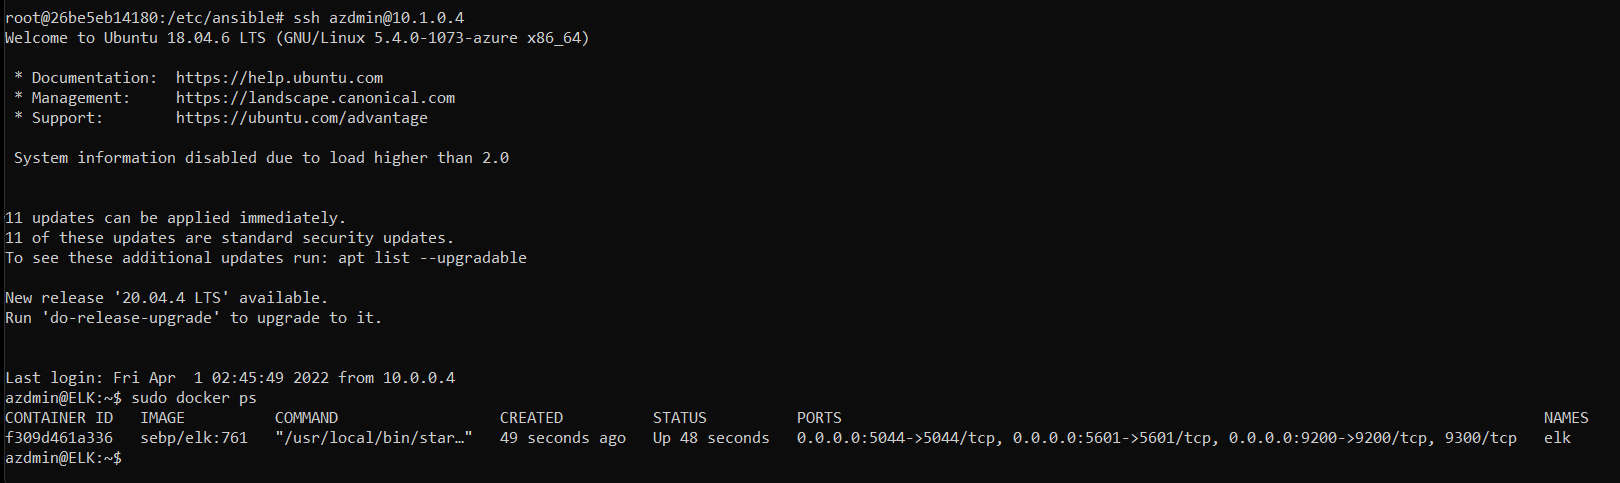 root@26be5eb14180:/etc/ansible# ssh azdmin@10.1.0.4
Welcome to Ubuntu 18.04.6 LTS (GNU/Linux 5.4.0-1073-azure x86_64)
* Documentation:  https://help.ubuntu.com
* Management:     https://landscape.canonical.com
* Support:        https://ubuntu.com/advantage
System information disabled due to load higher than 2.0
11 updates can be applied immediately.
11 of these updates are standard security updates.
To see these additional updates run: apt list --upgradable
New release '20.04.4 LTS' available.
Run 'do-release-upgrade' to upgrade to it.
Last login: Fri Apr  1 02:45:49 2022 from 10.0.0.4
azdmin@ELK:~$ sudo docker ps
CONTAINER ID   IMAGE          COMMAND                  CREATED          STATUS          PORTS                                                                              NAMES
f309d461a336   sebp/elk:761   "/usr/local/bin/star…"   49 seconds ago   Up 48 seconds   0.0.0.0:5044->5044/tcp, 0.0.0.0:5601->5601/tcp, 0.0.0.0:9200->9200/tcp, 9300/tcp   elk
azdmin@ELK:~$